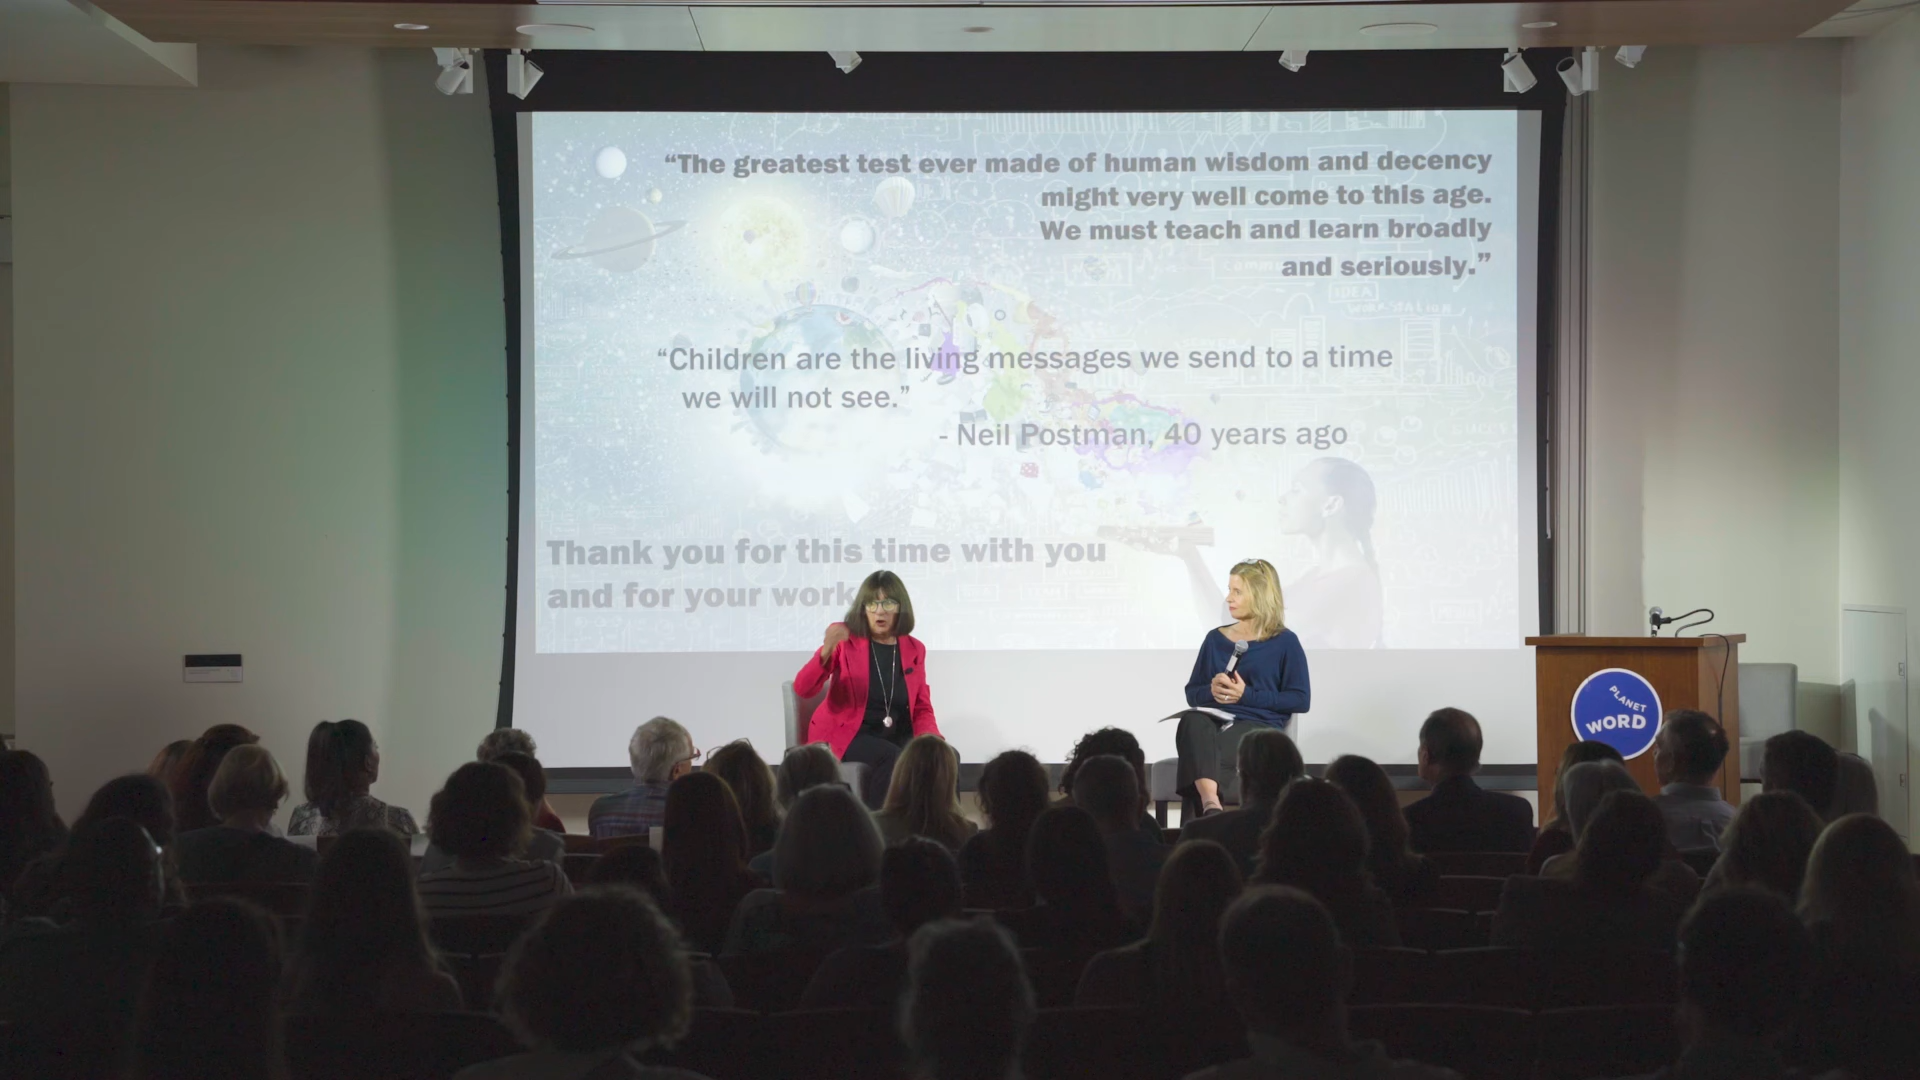 “The greatest test ever made of human wisdom and decency
might very well come to this age.
We must teach and learn broadly
and seriously.”
IDEA
“Children are the living messages we send to a time
we will not see.”
- Neil Postman, 40 years ago
Thank you for this time with you
and for your work
PLANET
WORD